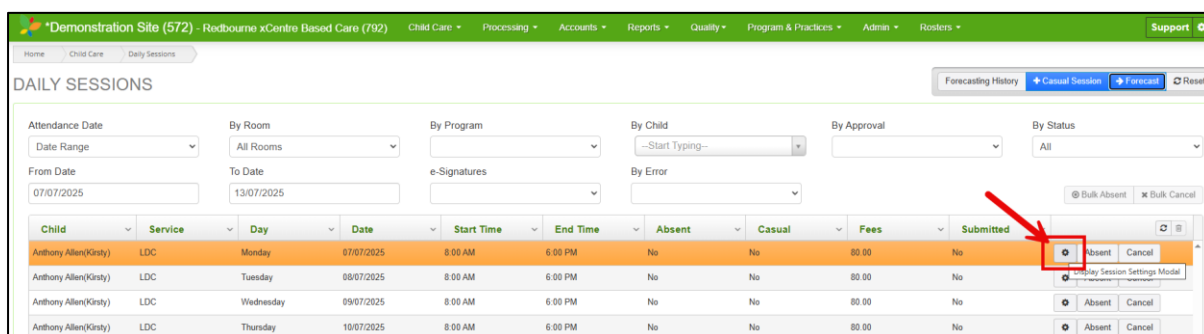 *Demonstration Site (572) - Redbourne xCentre Based Care (792) Child Care Processing Accounts Reports Quality Program & Practices Admin Rosters Support
Home Child Care Daily Sessions
DAILY SESSIONS
Forecasting History + Casual Session Forecast Reset
Attendance Date By Room By Program By Child By Approval By Status
Date Range All Rooms --Start Typing-- All
From Date To Date e-Signatures By Error
07/07/2025 13/07/2025 Bulk Absent Bulk Cancel
Child Service Day Date Start Time End Time Absent Casual Fees Submitted
Anthony Allen(Kirsty) LDC Monday 07/07/2025 8:00 AM 6:00 PM No No 80.00 No Absent Cancel
Display Session Settings Modal
Anthony Allen(Kirsty) LDC Tuesday 08/07/2025 8:00 AM 6:00 PM No No 80.00 No Absent Cancel
Anthony Allen(Kirsty) LDC Wednesday 09/07/2025 8:00 AM 6:00 PM No No 80.00 No Absent Cancel
Anthony Allen(Kirsty) LDC Thursday 10/07/2025 8:00 AM 6:00 PM No No 80.00 No Absent Cancel